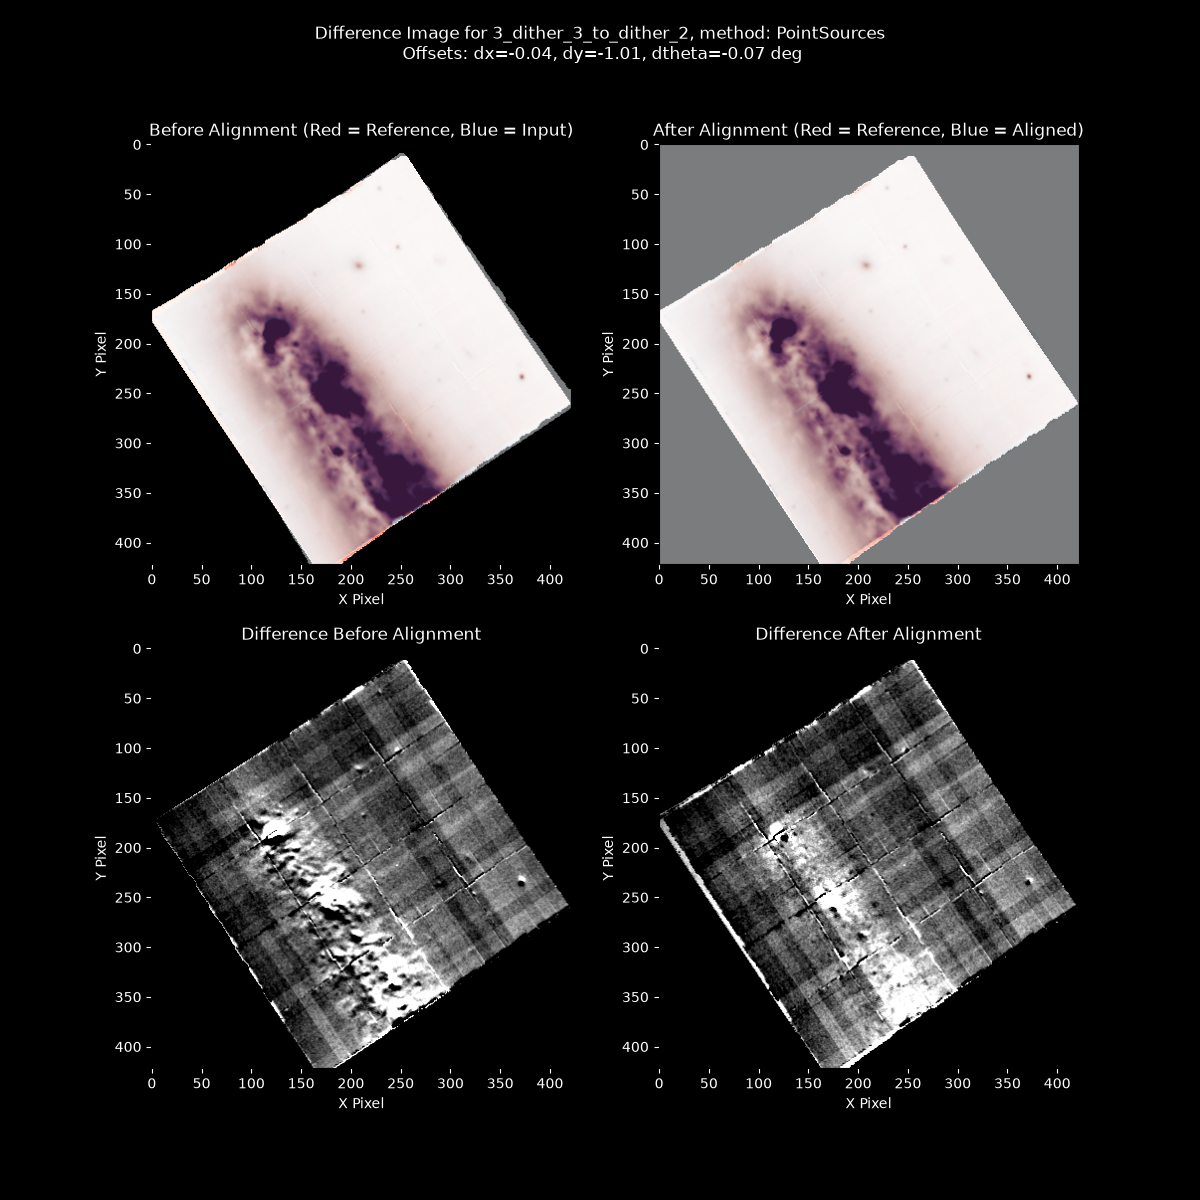 Difference Image for 3_dither_3_to_dither_2, method: PointSources
Offsets: dx=-0.04, dy=-1.01, dtheta=-0.07 deg
Before Alignment (Red = Reference, Blue = Input)
0
50
100
150
200
250
300
350
400
Y Pixel
0 50 100 150 200 250 300 350 400
X Pixel
After Alignment (Red = Reference, Blue = Aligned)
0
50
100
150
200
250
300
350
400
Y Pixel
0 50 100 150 200 250 300 350 400
X Pixel
Difference Before Alignment
0
50
100
150
200
250
300
350
400
Y Pixel
0 50 100 150 200 250 300 350 400
X Pixel
Difference After Alignment
0
50
100
150
200
250
300
350
400
Y Pixel
0 50 100 150 200 250 300 350 400
X Pixel